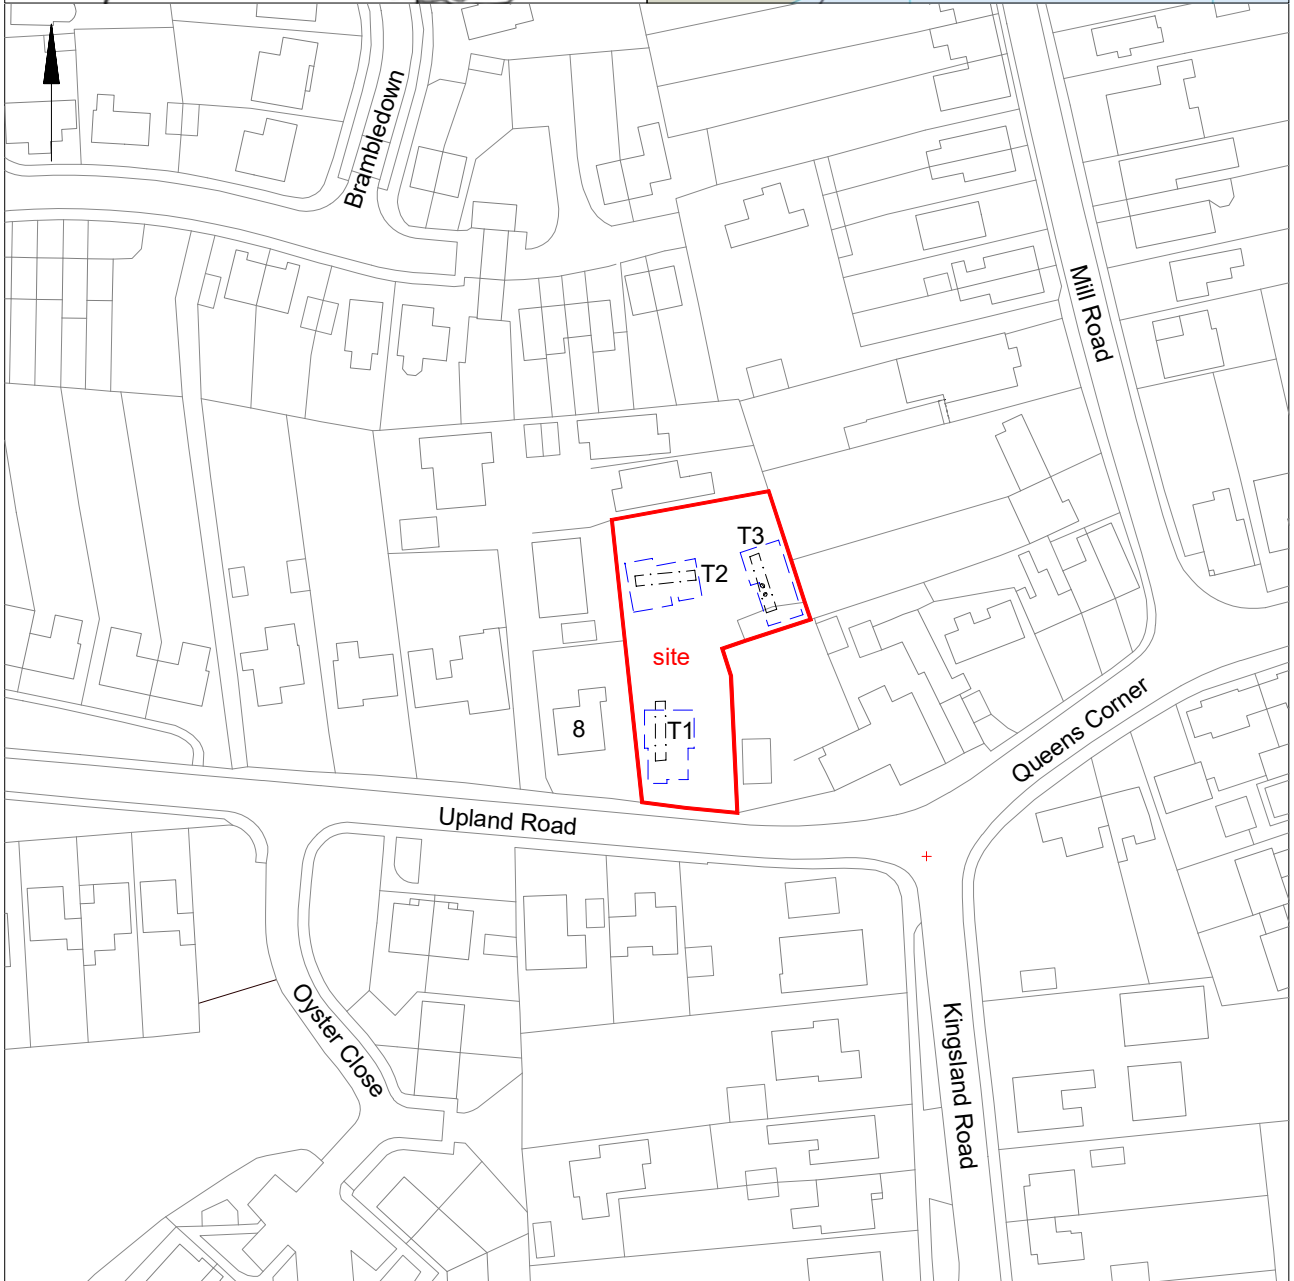 Brambledown
Mill Road
T3
T2
site
T1
8
Queens Corner
Upland Road
Oyster Close
Kingsland Road